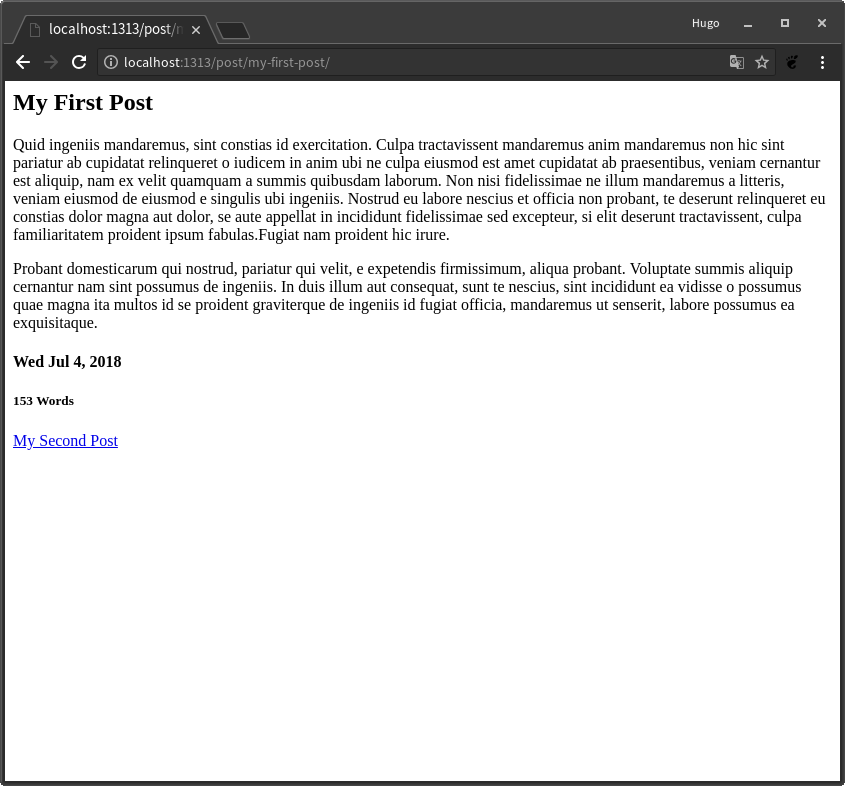 localhost:1313/post/m
Hugo
localhost:1313/post/my-first-post/
My First Post
Quid ingeniis mandaremus, sint constias id exercitation. Culpa tractavissent mandaremus anim mandaremus non hic sint
pariatur ab cupidatat relinqueret o iudicem in anim ubi ne culpa eiusmod est amet cupidatat ab praesentibus, veniam cernantur
est aliquip, nam ex velit quamquam a summis quibusdam laborum. Non nisi fidelissimae ne illum mandaremus a litteris,
veniam eiusmod de eiusmod e singulis ubi ingeniis. Nostrud eu labore nescius et officia non probant, te deserunt relinqueret eu
constias dolor magna aut dolor, se aute appellat in incididunt fidelissimae sed excepteur, si elit deserunt tractavissent, culpa
familiaritatem proident ipsum fabulas.Fugiat nam proident hic irure.
Probant domesticarum qui nostrud, pariatur qui velit, e expetendis firmissimum, aliqua probant. Voluptate summis aliquip
cernantur nam sint possumus de ingeniis. In duis illum aut consequat, sunt te nescius, sint incididunt ea vidisse o possumus
quae magna ita multos id se proident graviterque de ingeniis id fugiat officia, mandaremus ut senserit, labore possumus ea
exquisitaque.
Wed Jul 4, 2018
153 Words
My Second Post